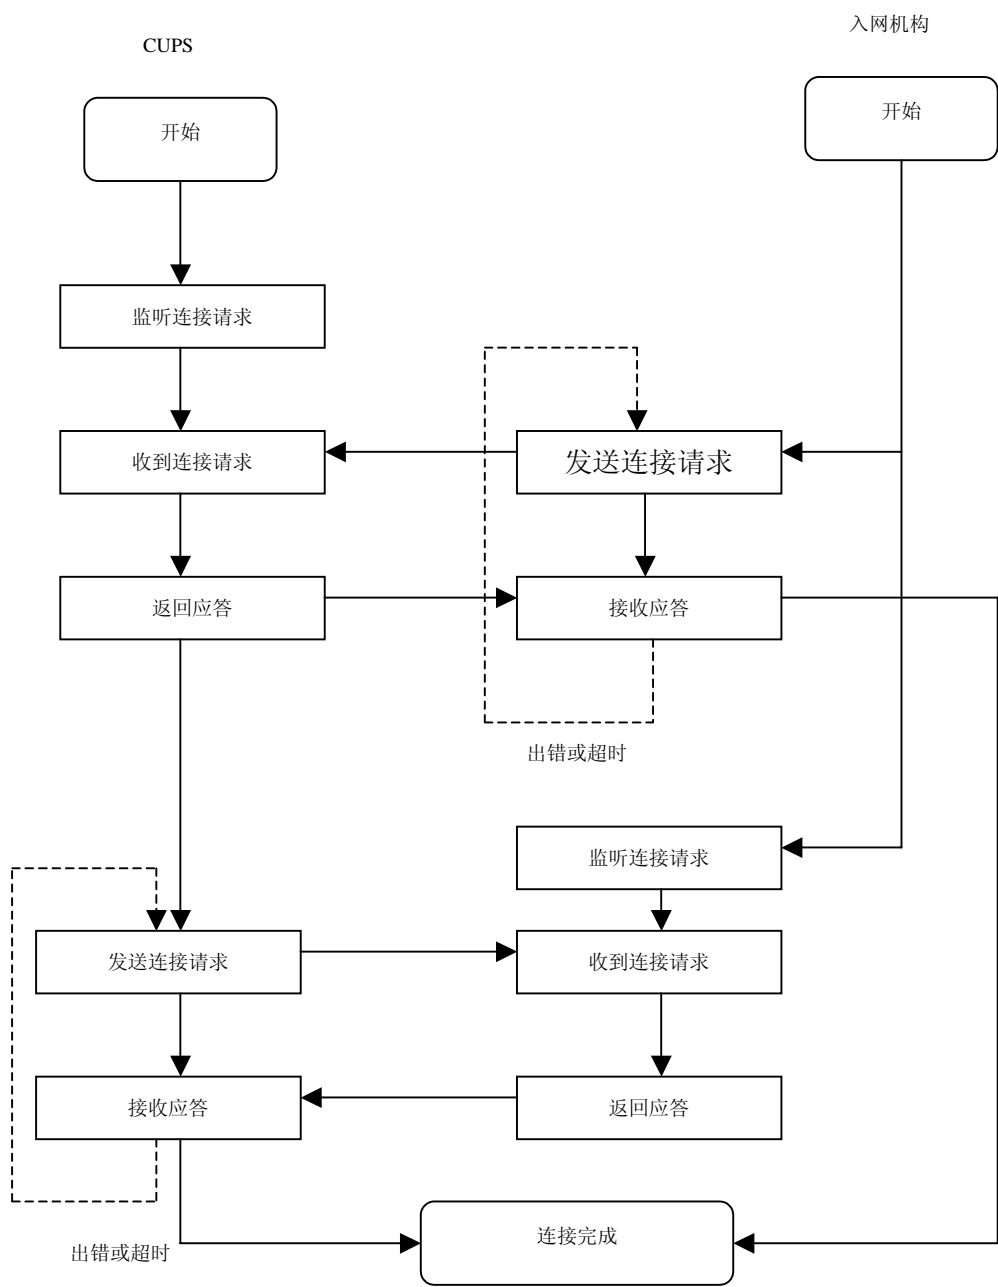 入网机构
CUPS
开始
开始
监听连接请求
收到连接请求
发送连接请求
返回应答
接收应答
出错或超时
监听连接请求
发送连接请求
收到连接请求
接收应答
返回应答
连接完成
出错或超时